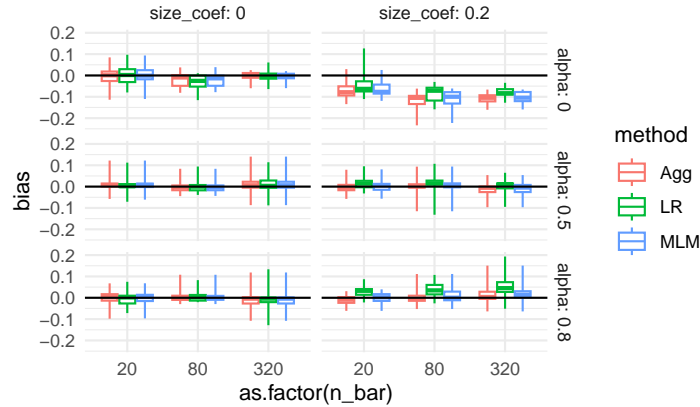 size_coef: 0 size_coef: 0.2
0.2
0.1
0.0
−0.1
−0.2
alpha: 0
0.2
0.1
0.0
−0.1
−0.2
alpha: 0.5
0.2
0.1
0.0
−0.1
−0.2
alpha: 0.8
bias
20 80 320 20 80 320
as.factor(n_bar)
method
Agg
LR
MLM